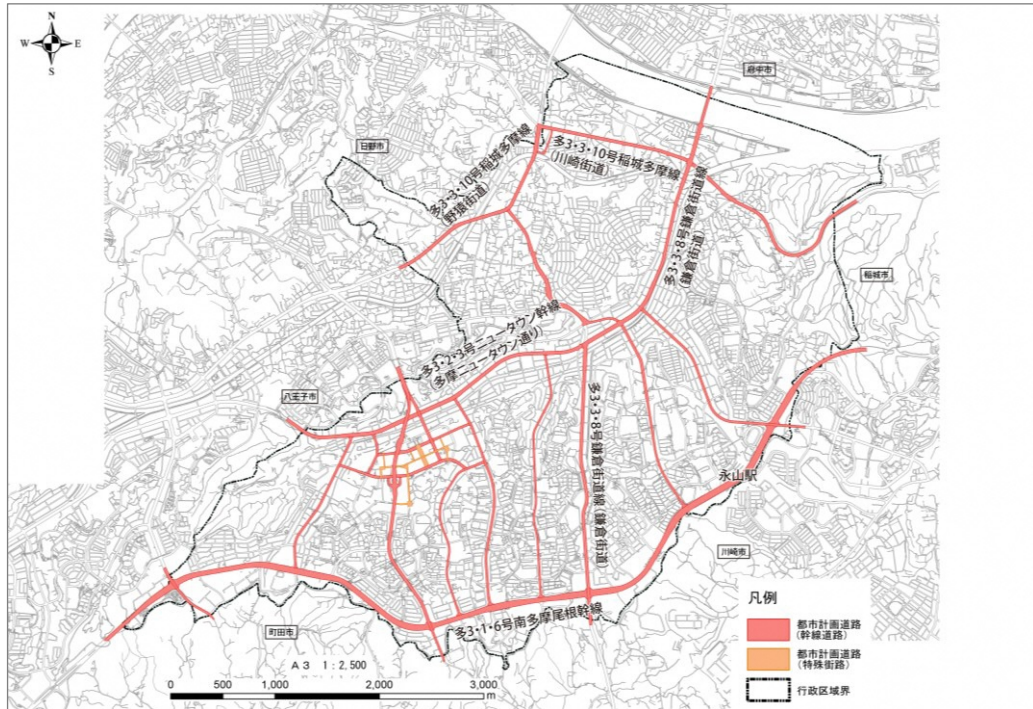 N
W
E
S
府中市
日野市
多3・3・10号稲城多摩線
(野猿街道)
多3・3・10号稲城多摩線
(川崎街道)
多3・3・8号鎌倉街道線
(鎌倉街道)
稲城市
多3・2・3号ニュータウン幹線
(多摩ニュータウン通り)
八王子市
多3・3・8号鎌倉街道線(鎌倉街道)
永山駅
川崎市
多3・1・6号南多摩尾根幹線
町田市
A3 1:2,500
0 500 1,000 2,000 3,000
m
凡例
都市計画道路
(幹線道路)
都市計画道路
(特殊街路)
行政区域界